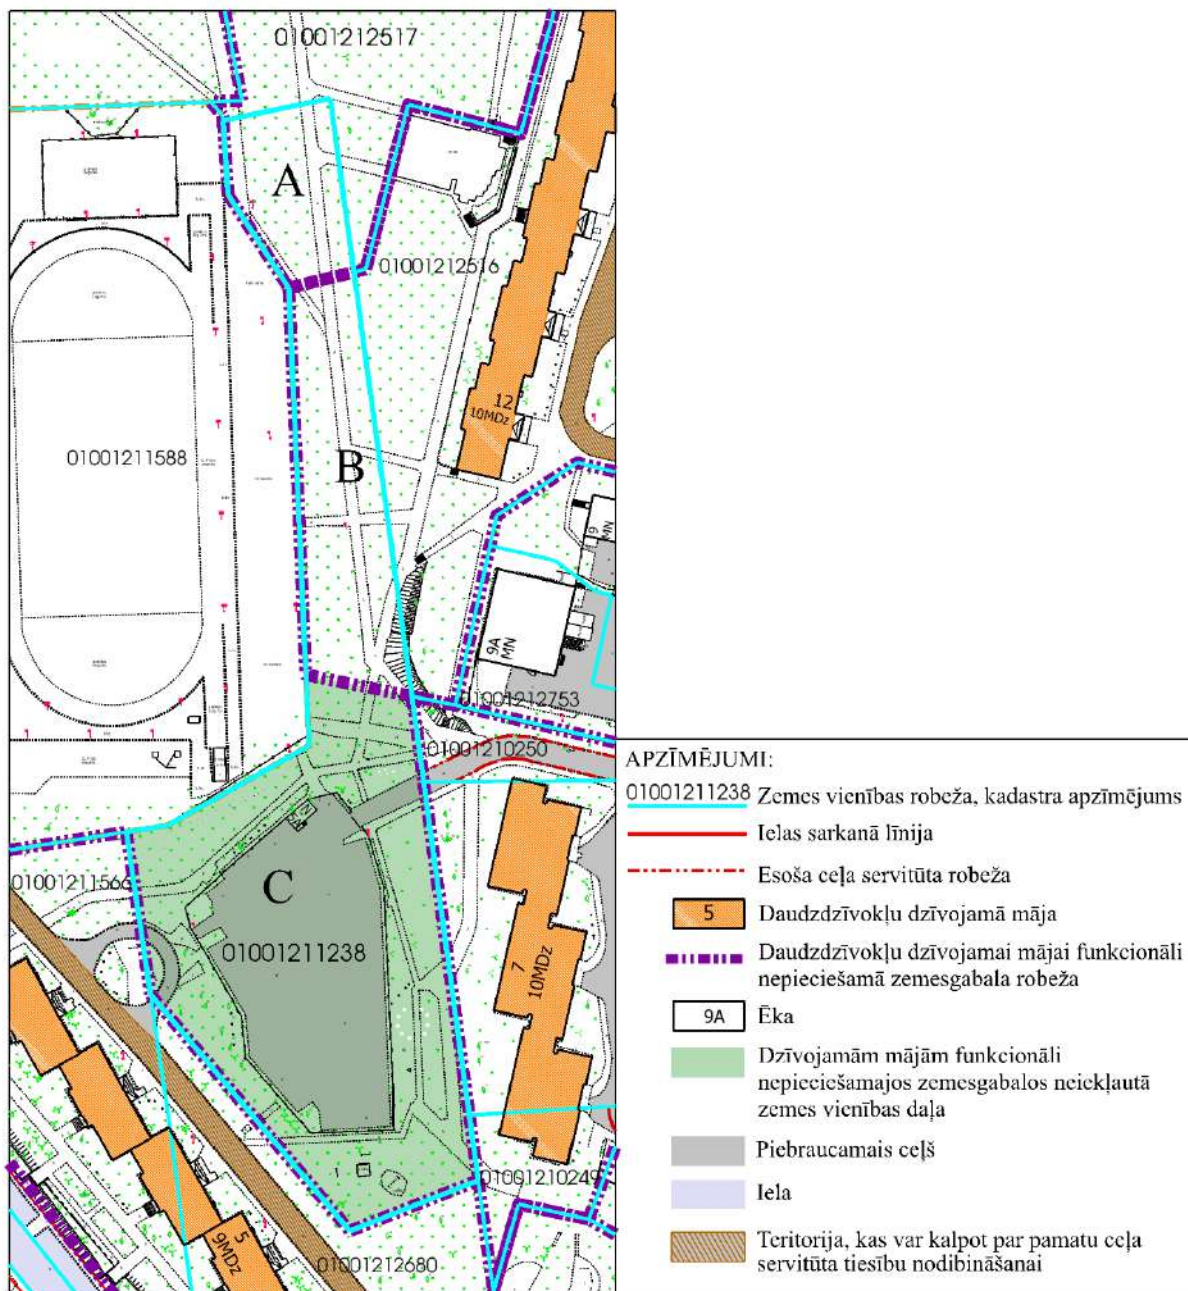 01001212517
A
01001212516
12
10MDz
01001211588
B
9
MN
9A
MN
01001212753
01001210250
01001211566
C
01001211238
7
10MDz
01001210249
5
9MDz
01001212680
APZĪMĒJUMI:
01001211238 Zemes vienības robeža, kadastra apzīmējums
Ielas sarkanā līnija
Esoša ceļa servitūta robeža
5 Daudzdzīvokļu dzīvojamā māja
Daudzdzīvokļu dzīvojamai mājai funkcionāli
nepieciešamā zemesgabala robeža
9A Ēka
Dzīvojamām mājām funkcionāli
nepieciešamajos zemesgabalos neiekļautā
zemes vienības daļa
Piebraucamais ceļš
Iela
Teritorija, kas var kalpot par pamatu ceļa
servitūta tiesību nodibināšanai